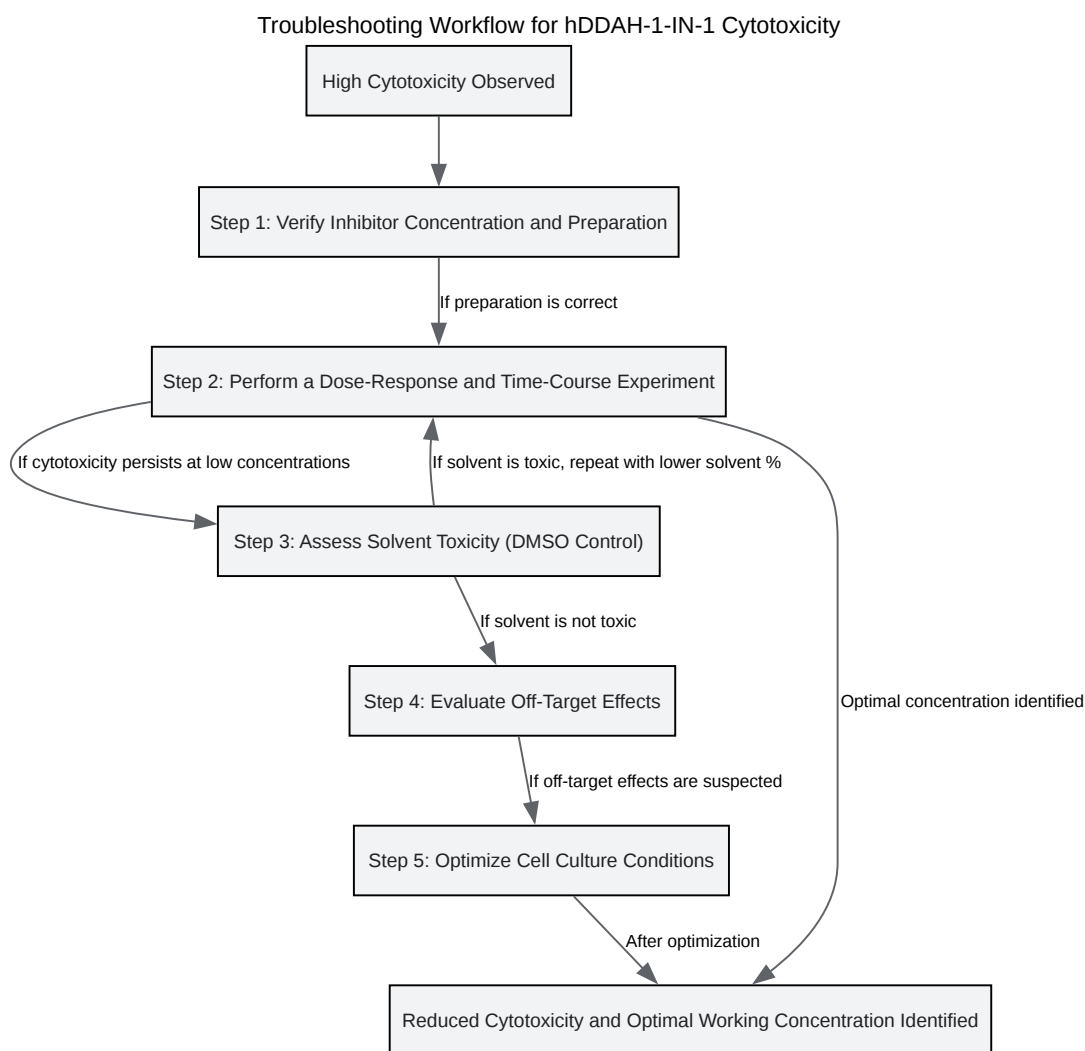 Troubleshooting Workflow for hDDAH-1-IN-1 Cytotoxicity
High Cytotoxicity Observed
Step 1: Verify Inhibitor Concentration and Preparation
If preparation is correct
Step 2: Perform a Dose-Response and Time-Course Experiment
If cytotoxicity persists at low concentrations
If solvent is toxic, repeat with lower solvent %
Step 3: Assess Solvent Toxicity (DMSO Control)
If solvent is not toxic
Step 4: Evaluate Off-Target Effects
Optimal concentration identified
If off-target effects are suspected
Step 5: Optimize Cell Culture Conditions
After optimization
Reduced Cytotoxicity and Optimal Working Concentration Identified